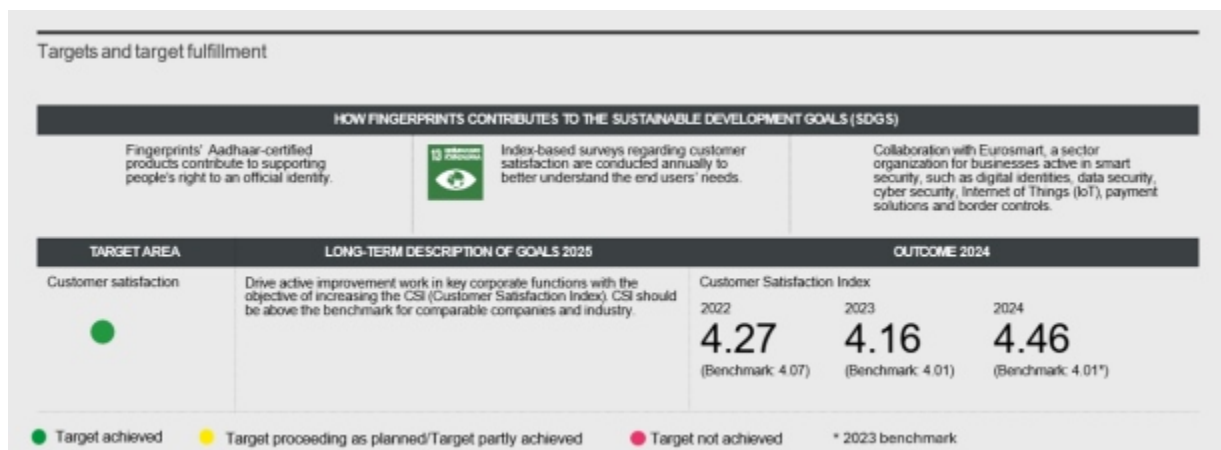 Targets and target fulfillment
HOW FINGERPRINTS CONTRIBUTES TO THE SUSTAINABLE DEVELOPMENT GOALS (SDGS)
Fingerprints' Aadhaar-certified
products contribute to supporting
people's right to an official identity.
13
Index-based surveys regarding customer
satisfaction are conducted annually to
better understand the end users' needs.
Collaboration with Eurosmart, a sector
organization for businesses active in smart
security, such as digital identities, data security,
cyber security, Internet of Things (IoT), payment
solutions and border controls.
TARGET AREA
LONG-TERM DESCRIPTION OF GOALS 2025
OUTCOME 2024
Customer satisfaction
Drive active improvement work in key corporate functions with the
objective of increasing the CSI (Customer Satisfaction Index). CSI should
be above the benchmark for comparable companies and industry.
Customer Satisfaction Index
2022 2023 2024
4.27 4.16 4.46
(Benchmark: 4.07) (Benchmark: 4.01) (Benchmark: 4.01*)
Target achieved Target proceeding as planned/Target partly achieved Target not achieved * 2023 benchmark